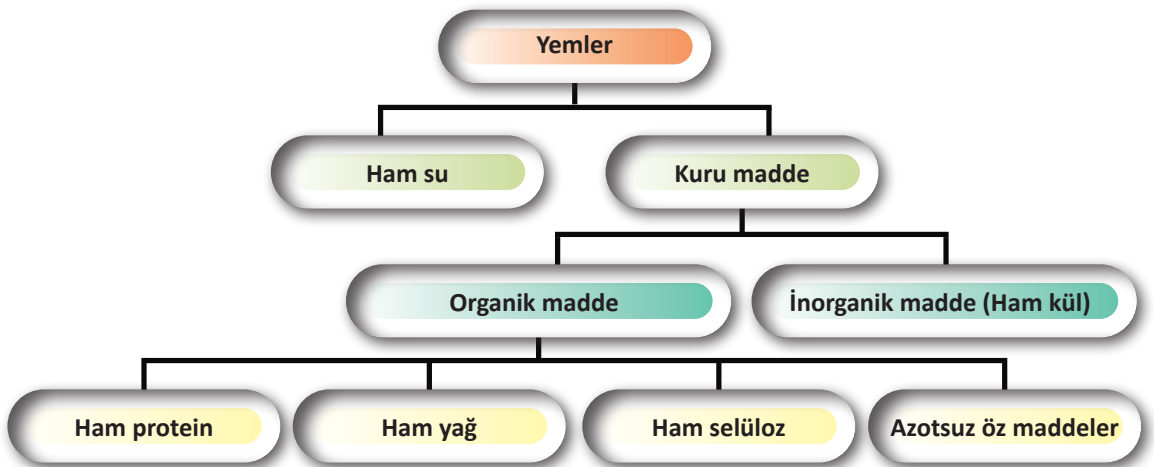 Yemler
Ham su
Kuru madde
Organik madde
İnorganik madde (Ham kül)
Ham protein
Ham yağ
Ham selüloz
Azotsuz öz maddeler